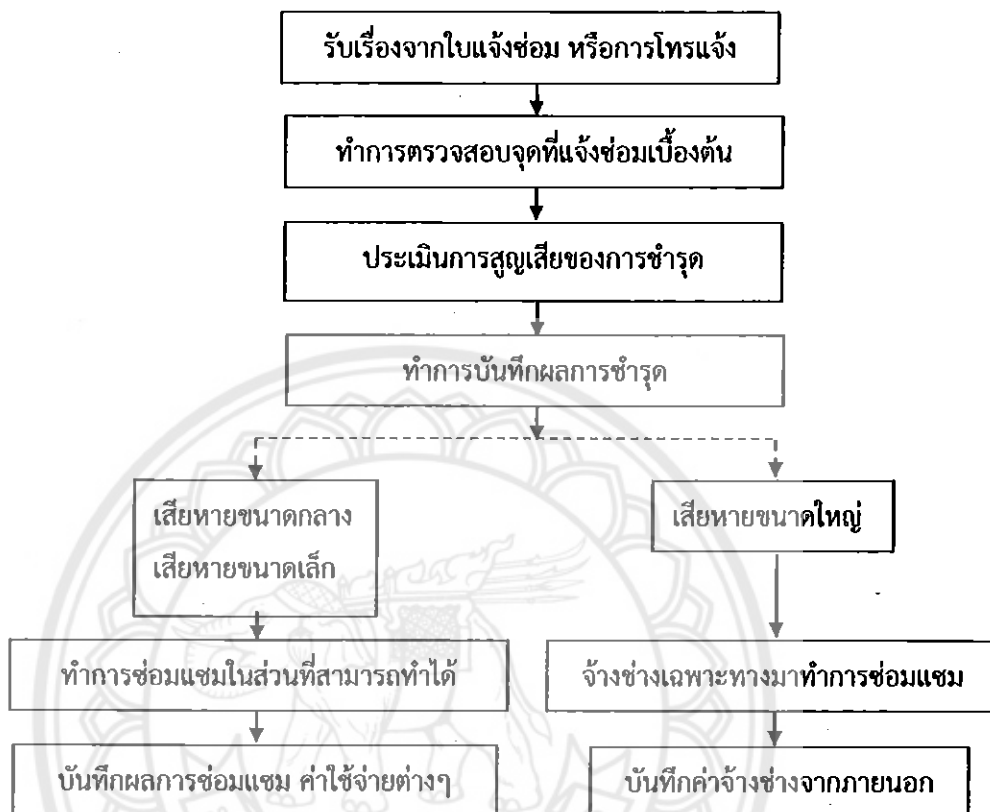 รับเรื่องจากใบแจ้งซ่อม หรือการโทรแจ้ง
ทำการตรวจสอบจุดที่แจ้งซ่อมเบื้องต้น
ประเมินการสูญเสียของการชำรุด
ทำการบันทึกผลการชำรุด
เสียหายขนาดกลาง
เสียหายขนาดเล็ก
เสียหายขนาดใหญ่
ทำการซ่อมแซมในส่วนที่สามารถทำได้
จ้างช่างเฉพาะทางมาทำการซ่อมแซม
บันทึกผลการซ่อมแซม ค่าใช้จ่ายต่างๆ
บันทึกค่าจ้างช่างจากภายนอก